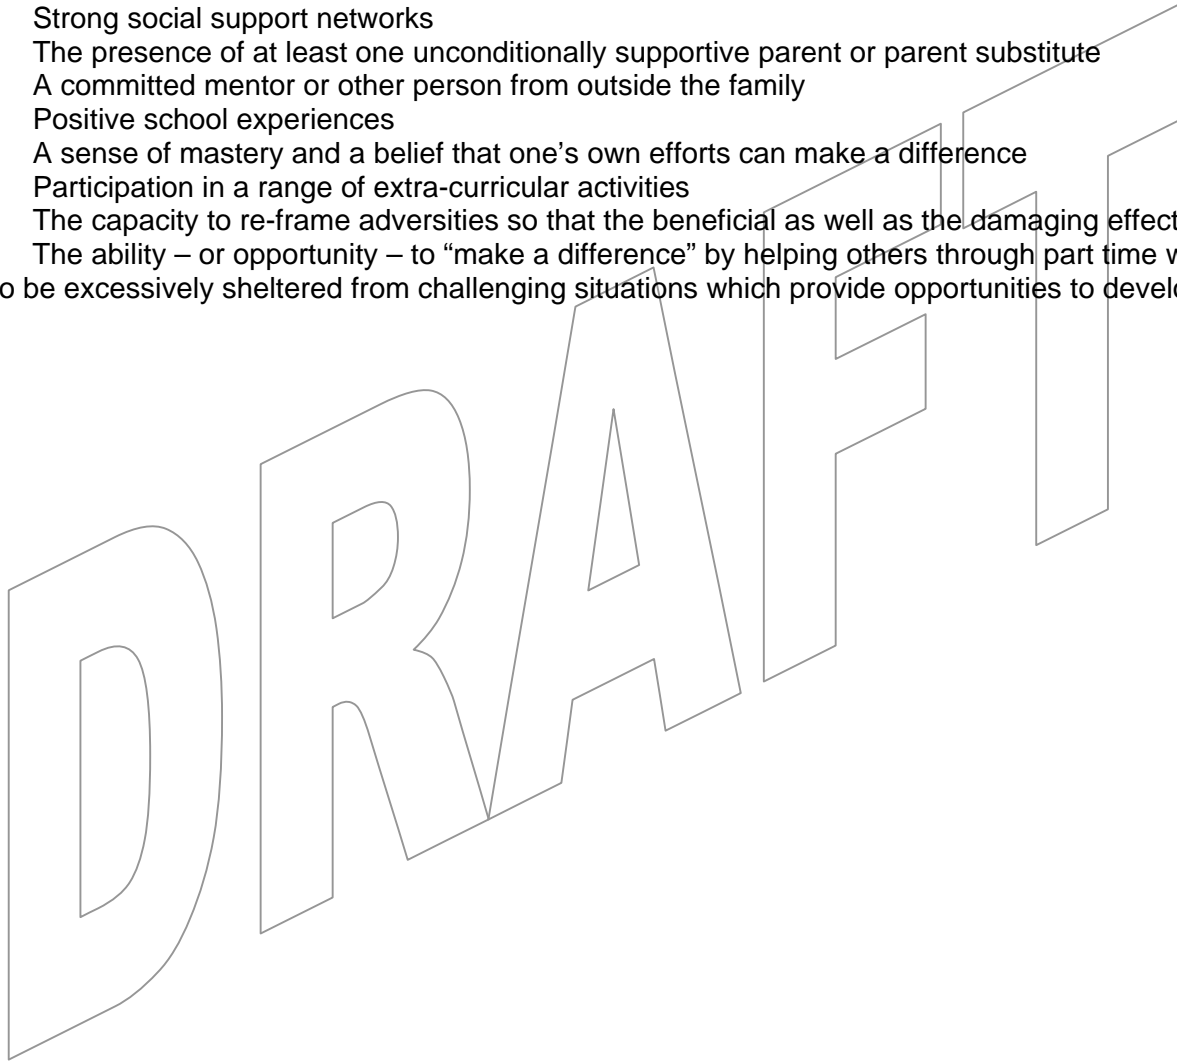 Strong social support networks
The presence of at least one unconditionally supportive parent or parent substitute
A committed mentor or other person from outside the family
Positive school experiences
A sense of mastery and a belief that one’s own efforts can make a difference
Participation in a range of extra-curricular activities
The capacity to re-frame adversities so that the beneficial as well as the damaging effect
The ability – or opportunity – to “make a difference” by helping others through part time
o be excessively sheltered from challenging situations which provide opportunities to
DRAFT